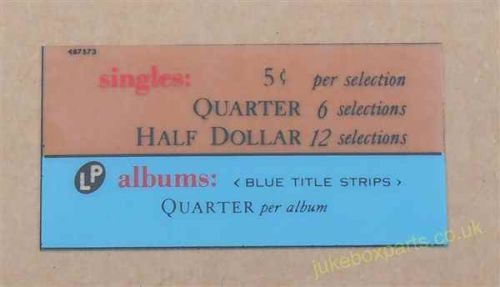 487573
singles: 5¢ per selection
QUARTER 6 selections
HALF DOLLAR 12 selections
LP albums: < BLUE TITLE STRIPS >
QUARTER per album
jukeboxparts.co.uk